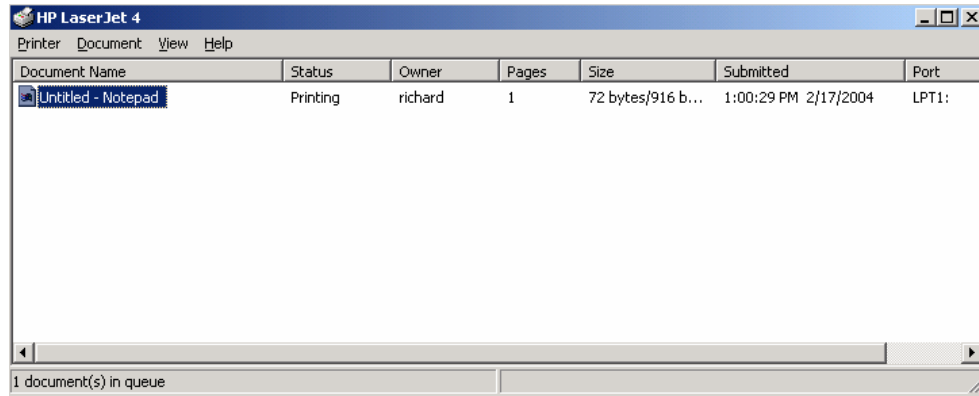 HP LaserJet 4
Printer Document View Help
Document Name Status Owner Pages Size Submitted Port
Untitled - Notepad Printing richard 1 72 bytes/916 b... 1:00:29 PM 2/17/2004 LPT1:
1 document(s) in queue